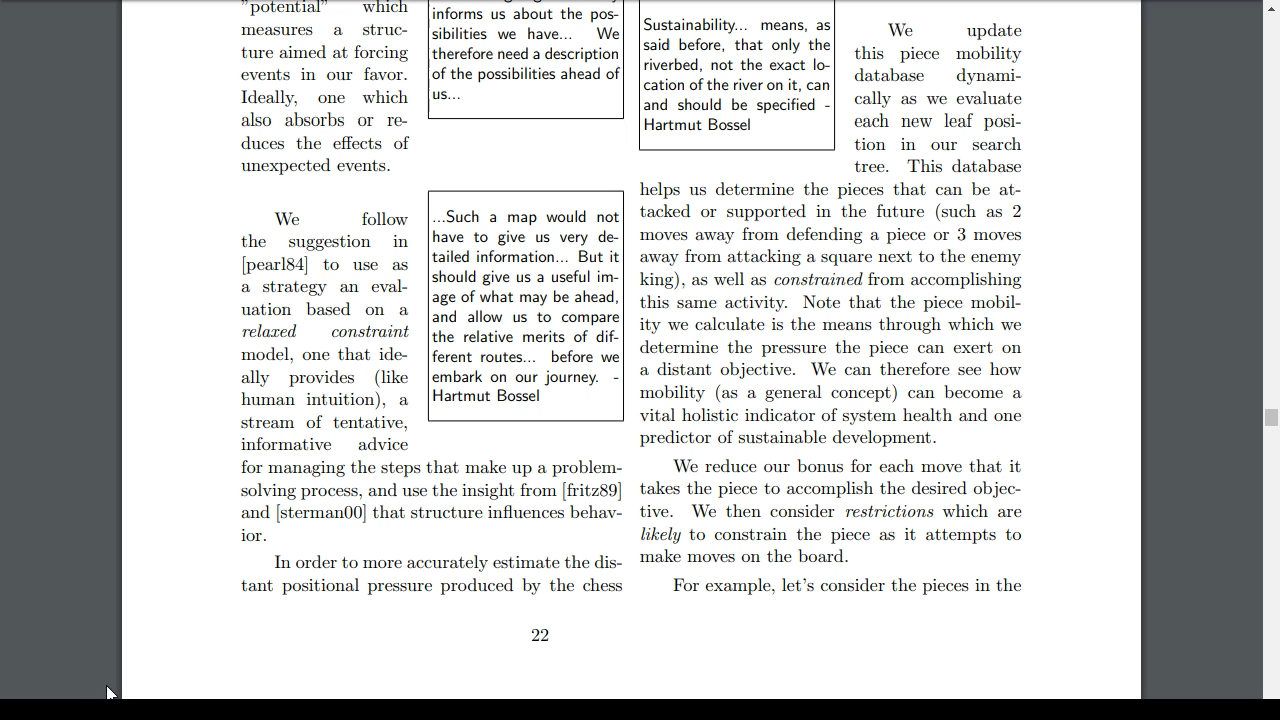 "potential" which
measures a struc-
ture aimed at forcing
events in our favor.
Ideally, one which
also absorbs or re-
duces the effects of
unexpected events.
informs us about the pos-
sibilities we have... We
therefore need a description
of the possibilities ahead of
us...
We follow
the suggestion in
[pearl84] to use as
a strategy an eval-
uation based on a
relaxed constraint
model, one that ide-
ally provides (like
human intuition), a
stream of tentative,
informative advice
for managing the steps that make up a problem-
solving process, and use the insight from [fritz89]
and [sterman00] that structure influences behav-
ior.
...Such a map would not
have to give us very de-
tailed information... But it
should give us a useful im-
age of what may be ahead,
and allow us to compare
the relative merits of dif-
ferent routes... before we
embark on our journey. -
Hartmut Bossel
In order to more accurately estimate the dis-
tant positional pressure produced by the chess
Sustainability... means, as
said before, that only the
riverbed, not the exact lo-
cation of the river on it, can
and should be specified -
Hartmut Bossel
We update
this piece mobility
database dynami-
cally as we evaluate
each new leaf posi-
tion in our search
tree. This database
helps us determine the pieces that can be at-
tacked or supported in the future (such as 2
moves away from defending a piece or 3 moves
away from attacking a square next to the enemy
king), as well as constrained from accomplishing
this same activity. Note that the piece mobil-
ity we calculate is the means through which we
determine the pressure the piece can exert on
a distant objective. We can therefore see how
mobility (as a general concept) can become a
vital holistic indicator of system health and one
predictor of sustainable development.
We reduce our bonus for each move that it
takes the piece to accomplish the desired objec-
tive. We then consider restrictions which are
likely to constrain the piece as it attempts to
make moves on the board.
For example, let's consider the pieces in the
22